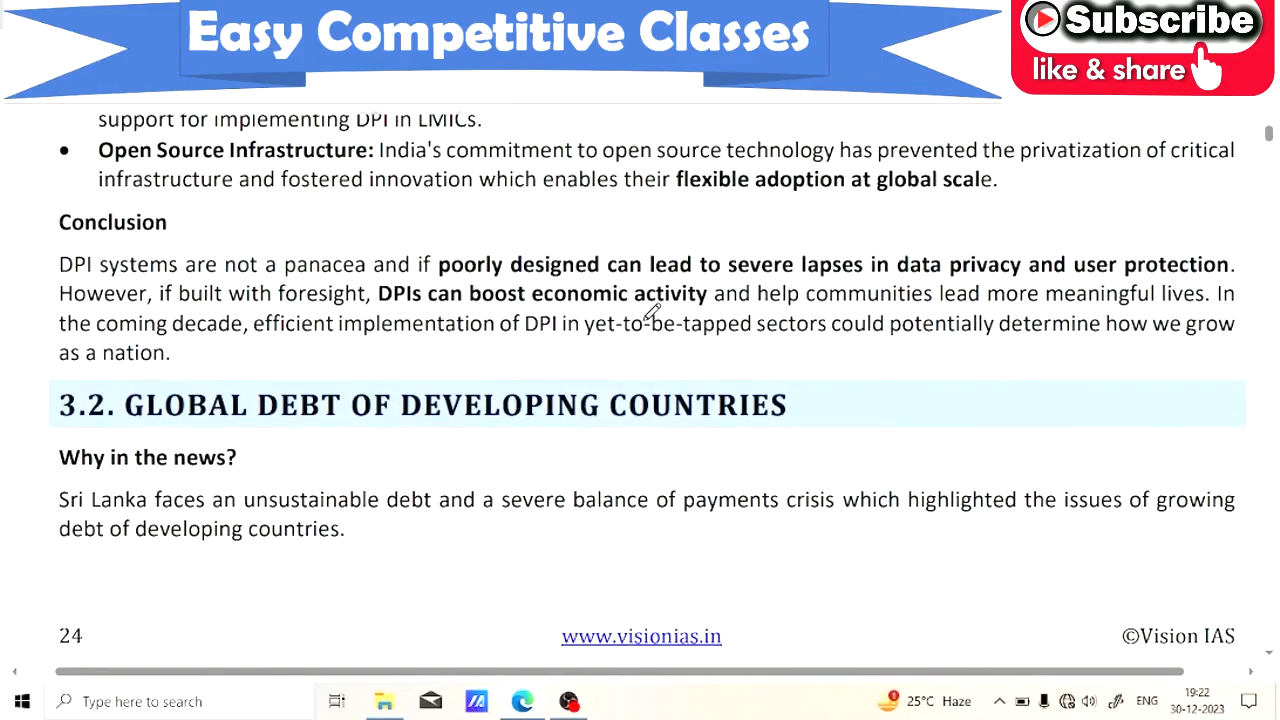 Easy Competitive Classes
Subscribe
like & share
support for implementing DPI in LMICs.
• Open Source Infrastructure: India's commitment to open source technology has prevented the privatization of critical
infrastructure and fostered innovation which enables their flexible adoption at global scale.
Conclusion
DPI systems are not a panacea and if poorly designed can lead to severe lapses in data privacy and user protection.
However, if built with foresight, DPIs can boost economic activity and help communities lead more meaningful lives. In
the coming decade, efficient implementation of DPI in yet-to-be-tapped sectors could potentially determine how we grow
as a nation.
3.2. GLOBAL DEBT OF DEVELOPING COUNTRIES
Why in the news?
Sri Lanka faces an unsustainable debt and a severe balance of payments crisis which highlighted the issues of growing
debt of developing countries.
24
www.visionias.in
©Vision IAS
Type here to search
1
25°C Haze
ENG
19:22
30-12-2023